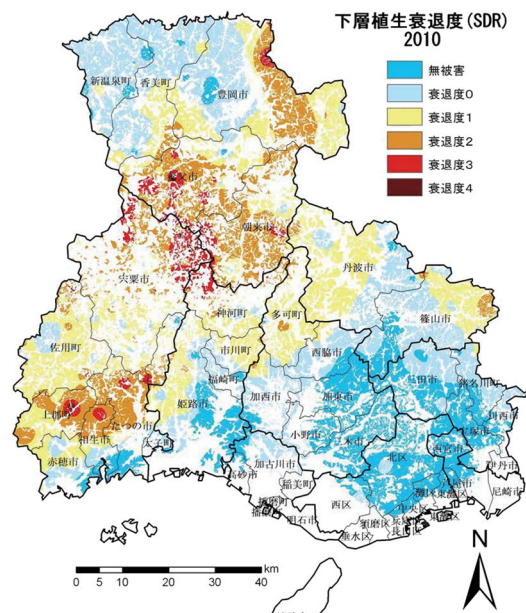 下層植生衰退度(SDR)
2010
無被害
衰退度0
衰退度1
衰退度2
衰退度3
衰退度4
新温泉町
香美町
豊岡市
養父市
朝来市
宍粟市
丹波市
神河町
多可町
篠山市
佐用町
市川町
西脇市
福崎町
加西市
加東市
三田市
猪名川町
上郡町
姫路市
たつの市
相生市
小野市
三木市
川西市
宝塚市
赤穂市
太子町
加古川市
北区
西宮市
伊丹市
高砂市
稲美町
尼崎市
播磨町
西区
明石市
中央区
須磨区
垂水区
長田区
N
km
0 5 10 20 30 40